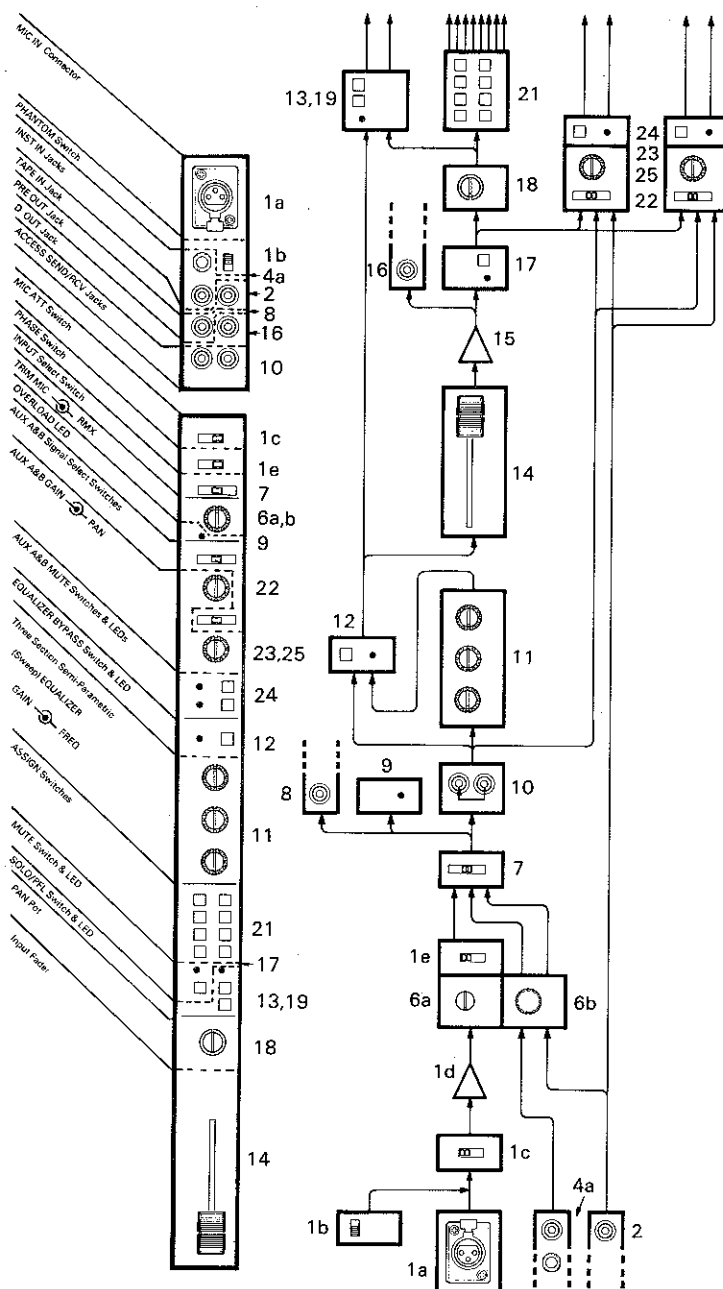 MIC IN Connector
PHANTOM Switch
INST IN Jacks
TAPE IN Jack
PRE OUT Jack
D OUT Jack
ACCESS SEND/RCV Jacks
MIC ATT Switch
PHASE Switch
INPUT Select Switch
TRIM MIC RMX
OVERLOAD LED
AUX A&B Signal Select Switches
AUX A&B GAIN PAN
AUX A&B MUTE Switches & LEDs
EQUALIZER BYPASS Switch & LED
Three Section Semi-Parametric
(Sweep) EQUALIZER
GAIN FREQ
ASSIGN Switches
MUTE Switch & LED
SOLO/PFL Switch & LED
PAN Pot
Input Fader
1a
1b
4a
2
8
16
10
1c
1e
7
6a,b
9
22
23,25
24
12
11
21
17
13,19
18
14
13,19
21
24
23
25
22
18
16
17
15
14
12
11
8
9
10
7
1e
6a
6b
1d
1c
4a
1b
2
1a